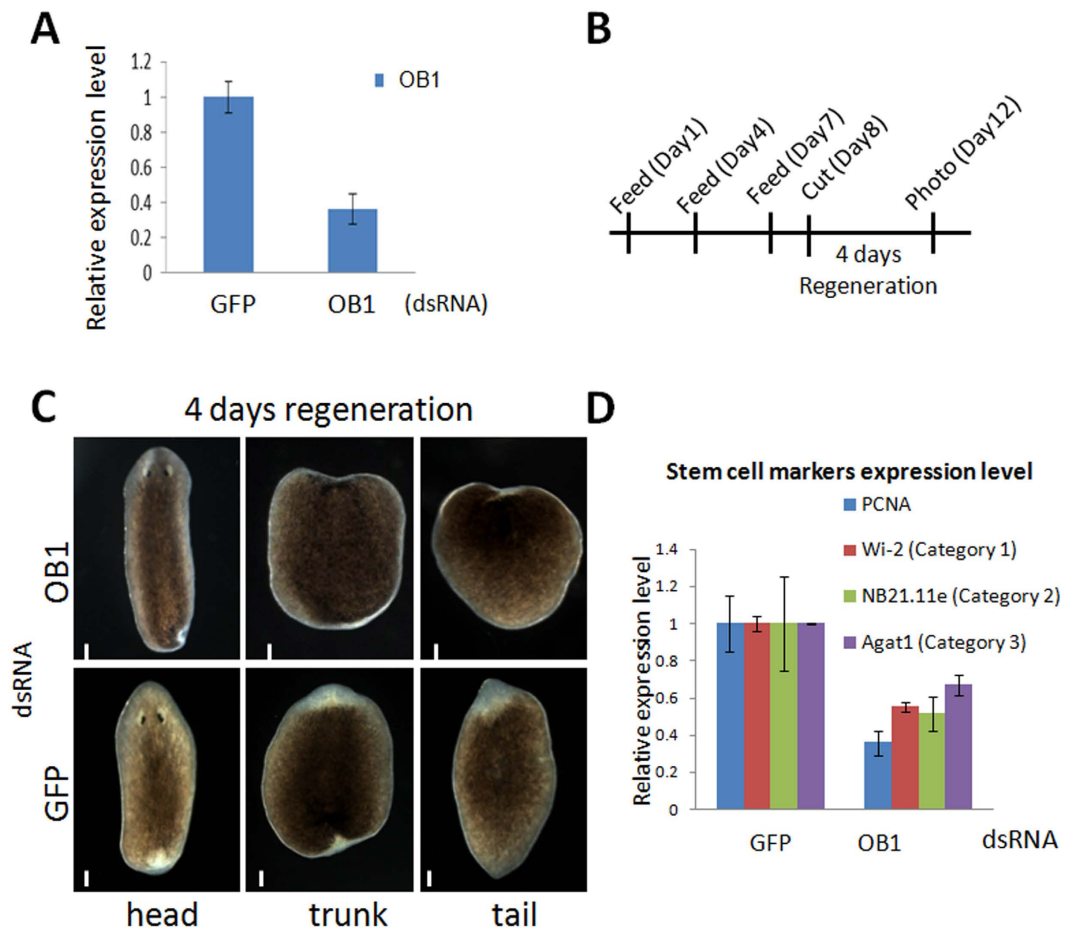 A
Relative expression level
1.2
1
0.8
0.6
0.4
0.2
0
OB1
GFP
OB1
(dsRNA)
B
Feed (Day1)
Feed (Day4)
Feed (Day7)
Cut (Day8)
Photo (Day12)
4 days
Regeneration
C
4 days regeneration
OB1
GFP
dsRNA
head
trunk
tail
D
Stem cell markers expression level
PCNA
Wi-2 (Category 1)
NB21.11e (Category 2)
Agat1 (Category 3)
Relative expression level
1.4
1.2
1
0.8
0.6
0.4
0.2
0
GFP
OB1
dsRNA